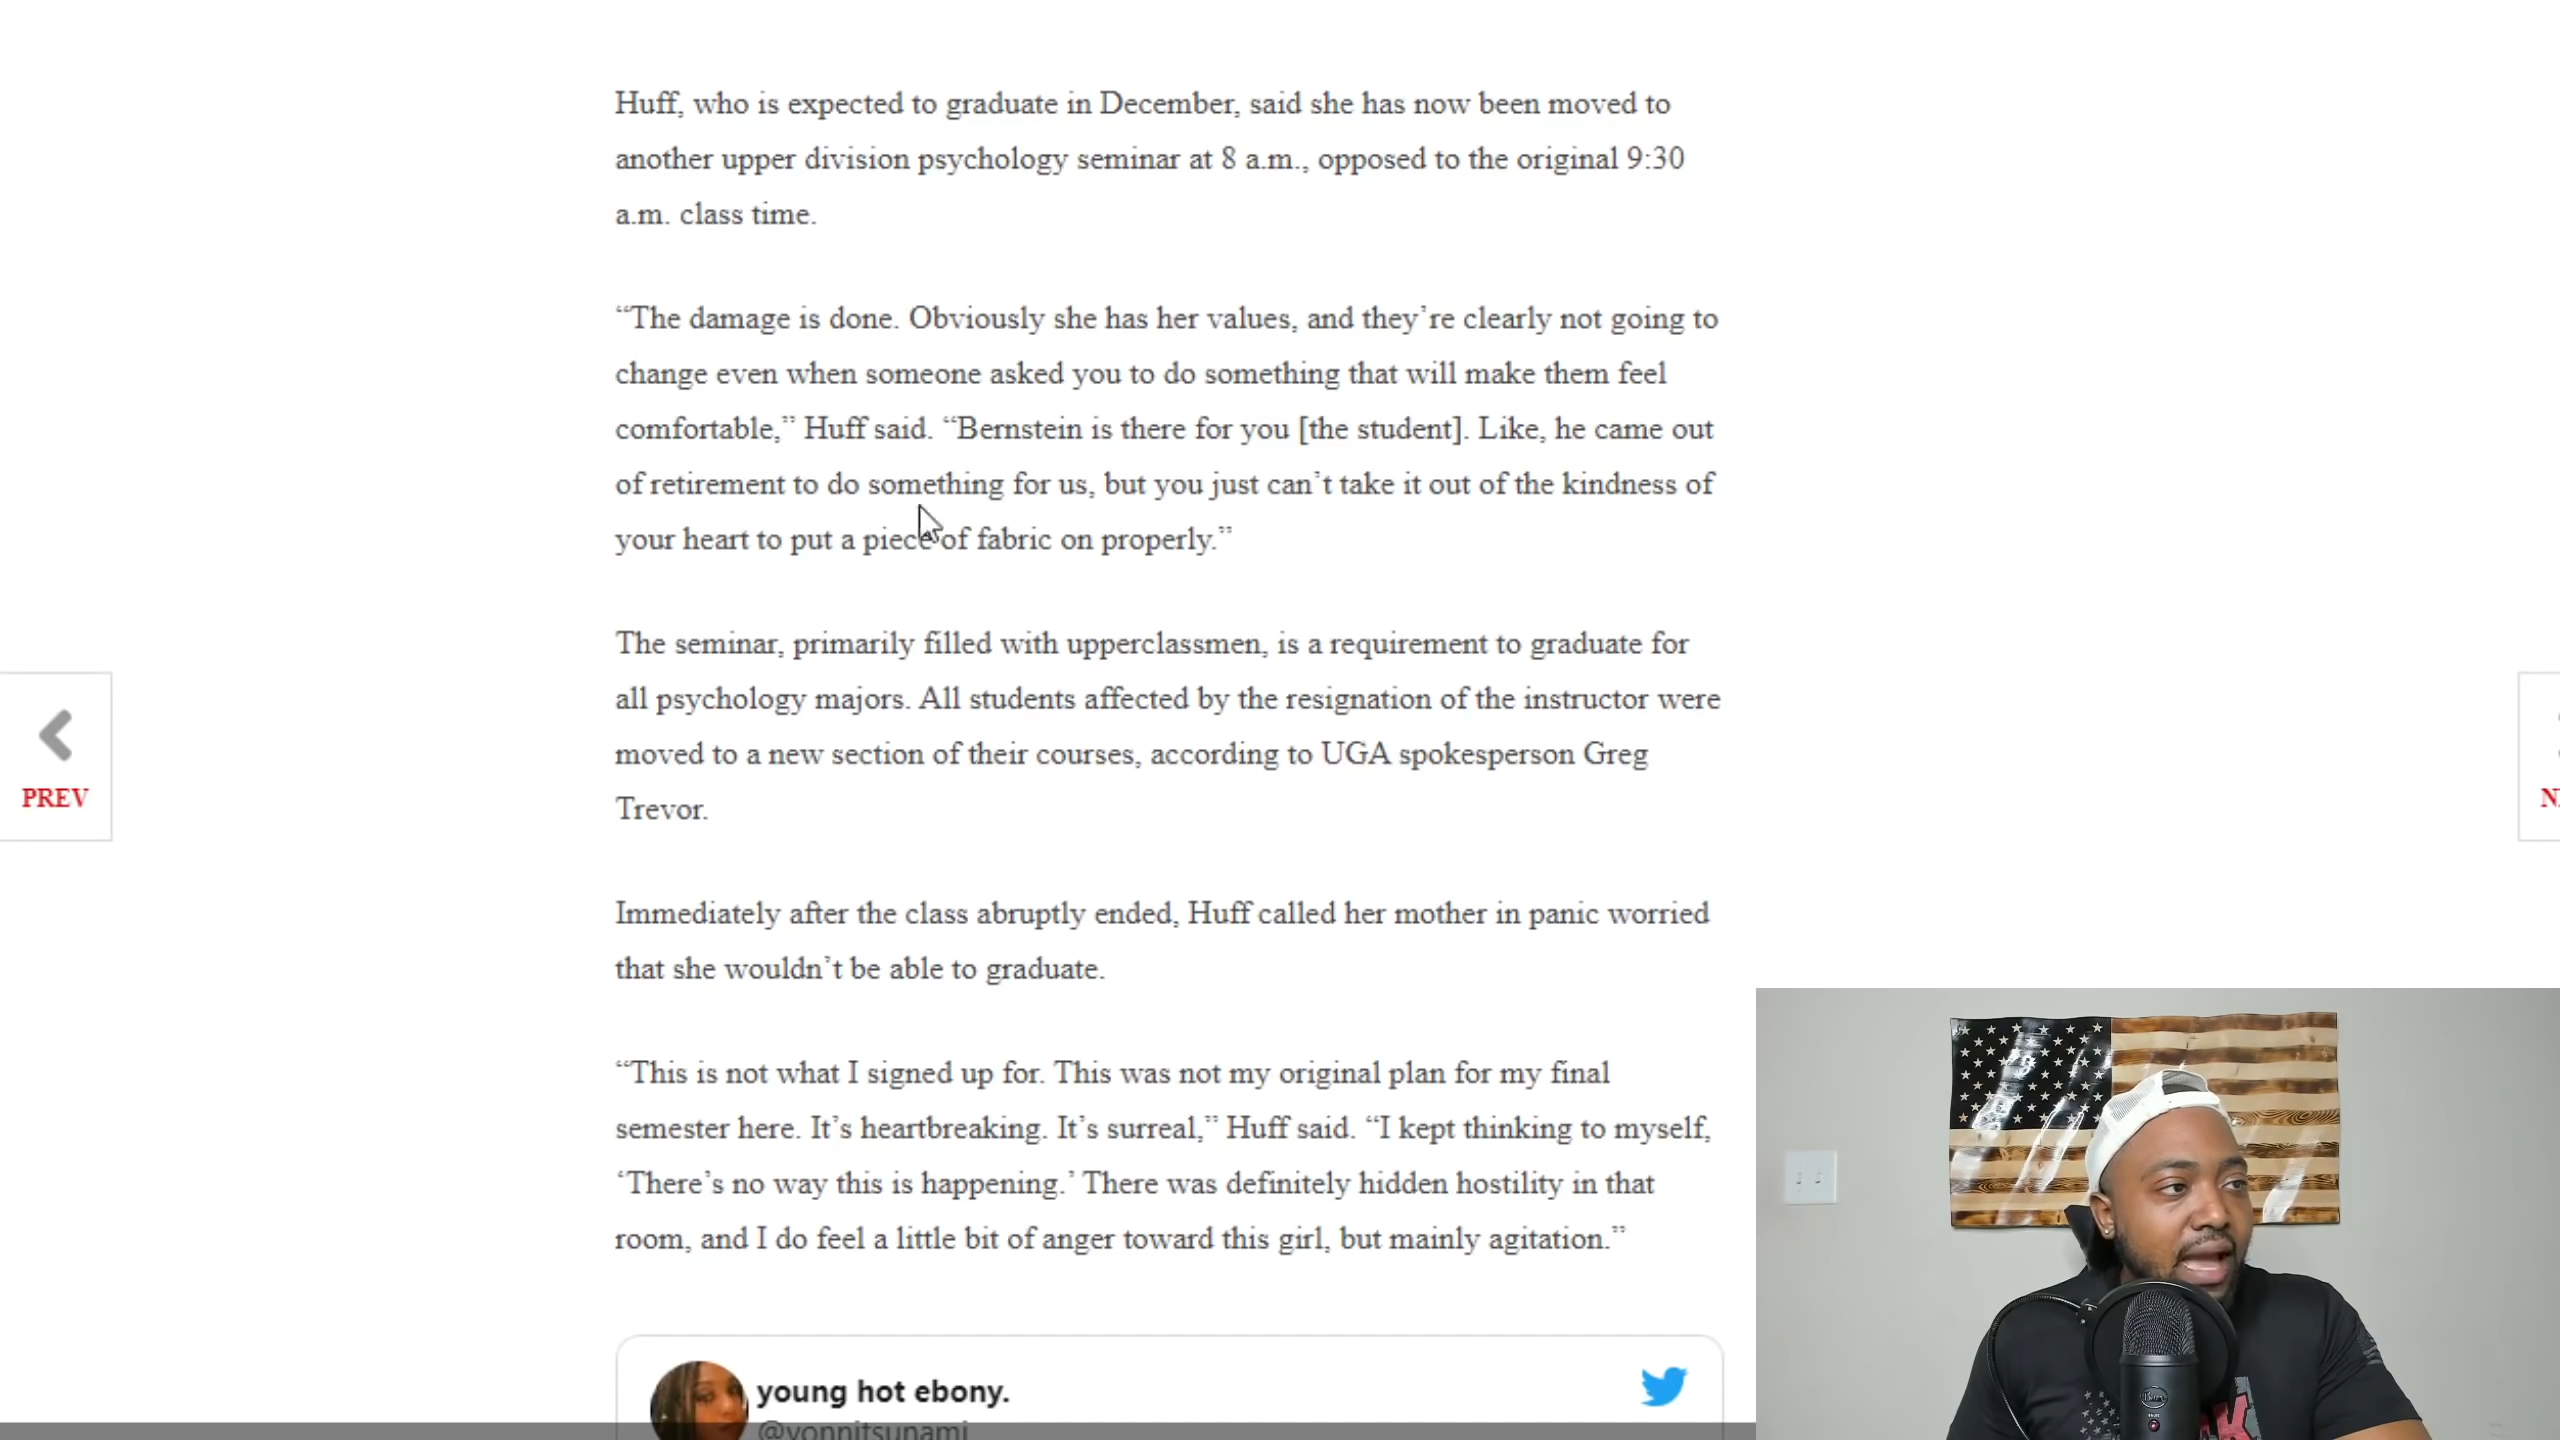 Huff, who is expected to graduate in December, said she has now been moved to
another upper division psychology seminar at 8 a.m., opposed to the original 9:30
a.m. class time.
“The damage is done. Obviously she has her values, and they’re clearly not going to
change even when someone asked you to do something that will make them feel
comfortable,” Huff said. “Bernstein is there for you [the student]. Like, he came out
of retirement to do something for us, but you just can’t take it out of the kindness of
your heart to put a piece of fabric on properly.”
The seminar, primarily filled with upperclassmen, is a requirement to graduate for
all psychology majors. All students affected by the resignation of the instructor were
moved to a new section of their courses, according to UGA spokesperson Greg
Trevor.
PREV
Immediately after the class abruptly ended, Huff called her mother in panic worried
that she wouldn’t be able to graduate.
“This is not what I signed up for. This was not my original plan for my final
semester here. It’s heartbreaking. It’s surreal,” Huff said. “I kept thinking to myself,
‘There’s no way this is happening.’ There was definitely hidden hostility in that
room, and I do feel a little bit of anger toward this girl, but mainly agitation.”
young hot ebony.
@yonnitsunami